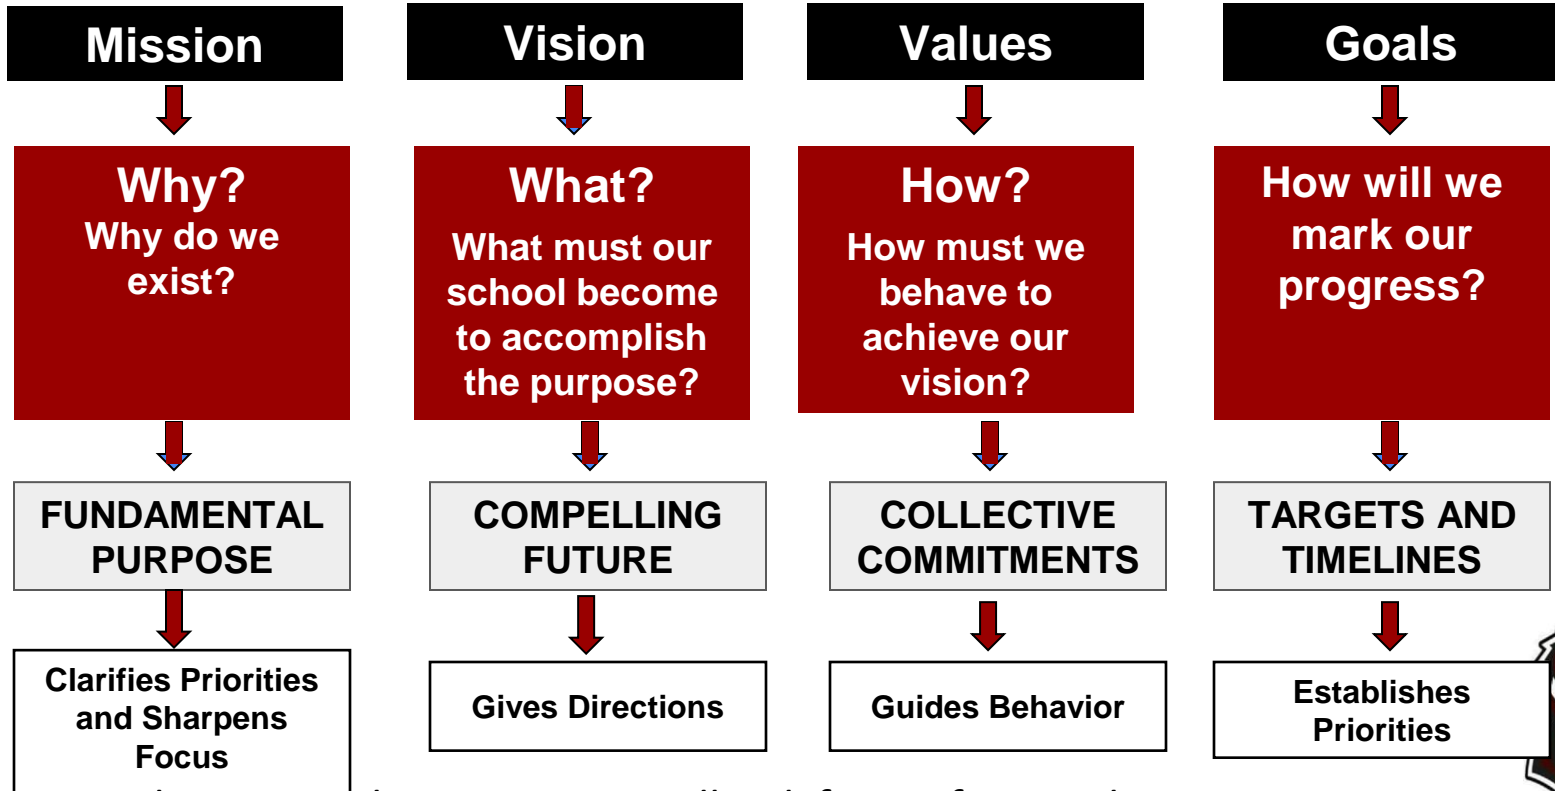 Mission
Why?
Why do we
exist?
FUNDAMENTAL
PURPOSE
Clarifies Priorities
and Sharpens
Focus
Vision
What?
What must our
school become
to accomplish
the purpose?
COMPELLING
FUTURE
Gives Directions
Values
How?
How must we
behave to
achieve our
vision?
COLLECTIVE
COMMITMENTS
Guides Behavior
Goals
How will we
mark our
progress?
TARGETS AND
TIMELINES
Establishes
Priorities